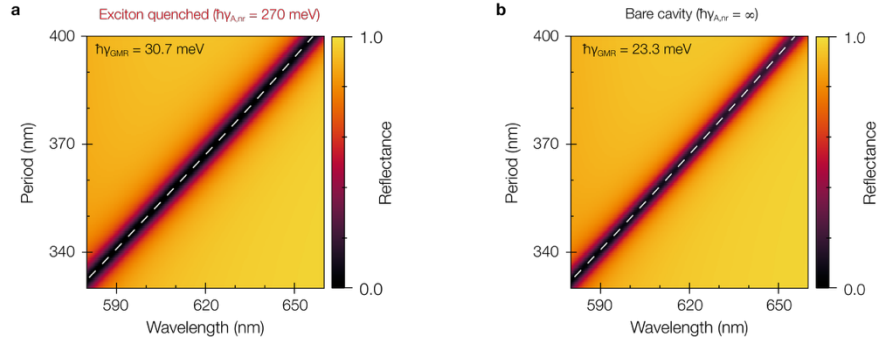 a
Exciton quenched (ħγA,nr = 270 meV)
ħγGMR = 30.7 meV
400
370
340
Period (nm)
590
620
650
Wavelength (nm)
1.0
0.0
Reflectance
b
Bare cavity (ħγA,nr = ∞)
ħγGMR = 23.3 meV
400
370
340
Period (nm)
590
620
650
Wavelength (nm)
1.0
0.0
Reflectance